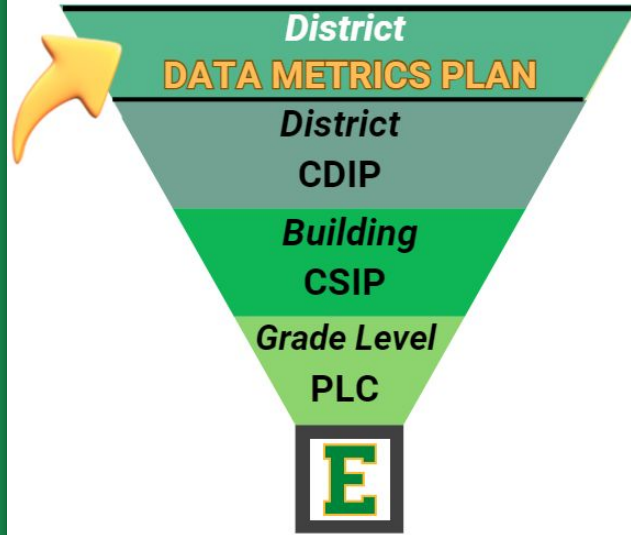 District
DATA METRICS PLAN
District
CDIP
Building
CSIP
Grade Level
PLC
E